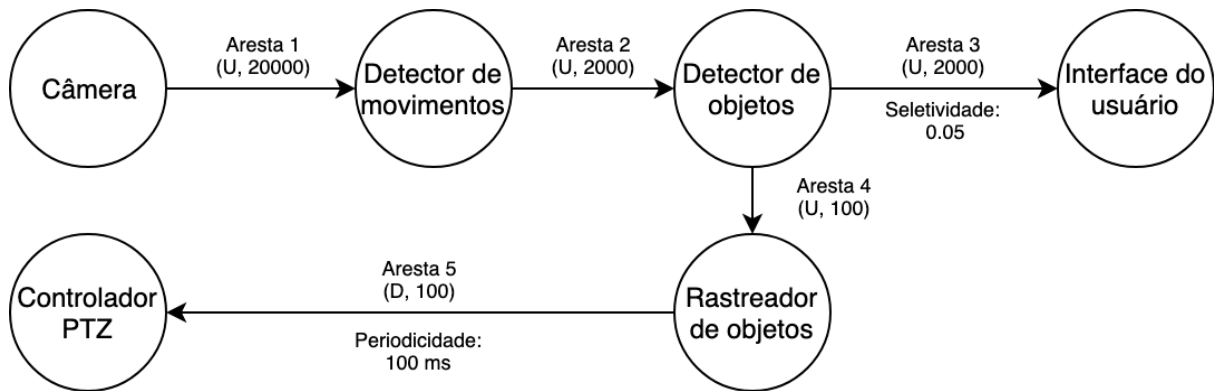 Câmera
Aresta 1
(U, 20000)
Detector de
movimentos
Aresta 2
(U, 2000)
Detector de
objetos
Aresta 3
(U, 2000)
Seletividade:
0.05
Interface do
usuário
Aresta 4
(U, 100)
Controlador
PTZ
Aresta 5
(D, 100)
Periodicidade:
100 ms
Rastreador
de objetos